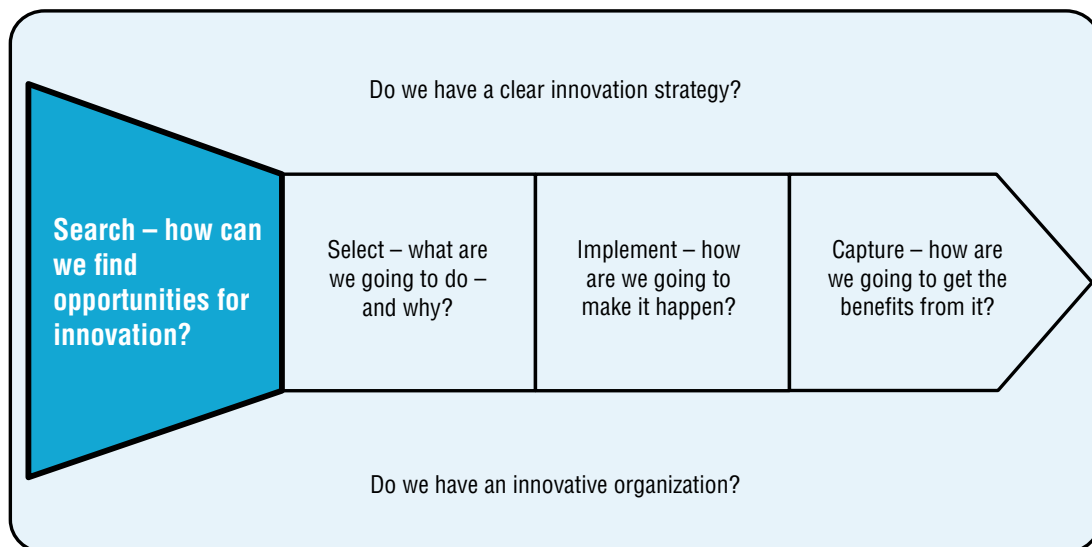 Do we have a clear innovation strategy?
Search – how can
we find
opportunities for
innovation?
Select – what are
we going to do –
and why?
Implement – how
are we going to
make it happen?
Capture – how are
we going to get the
benefits from it?
Do we have an innovative organization?